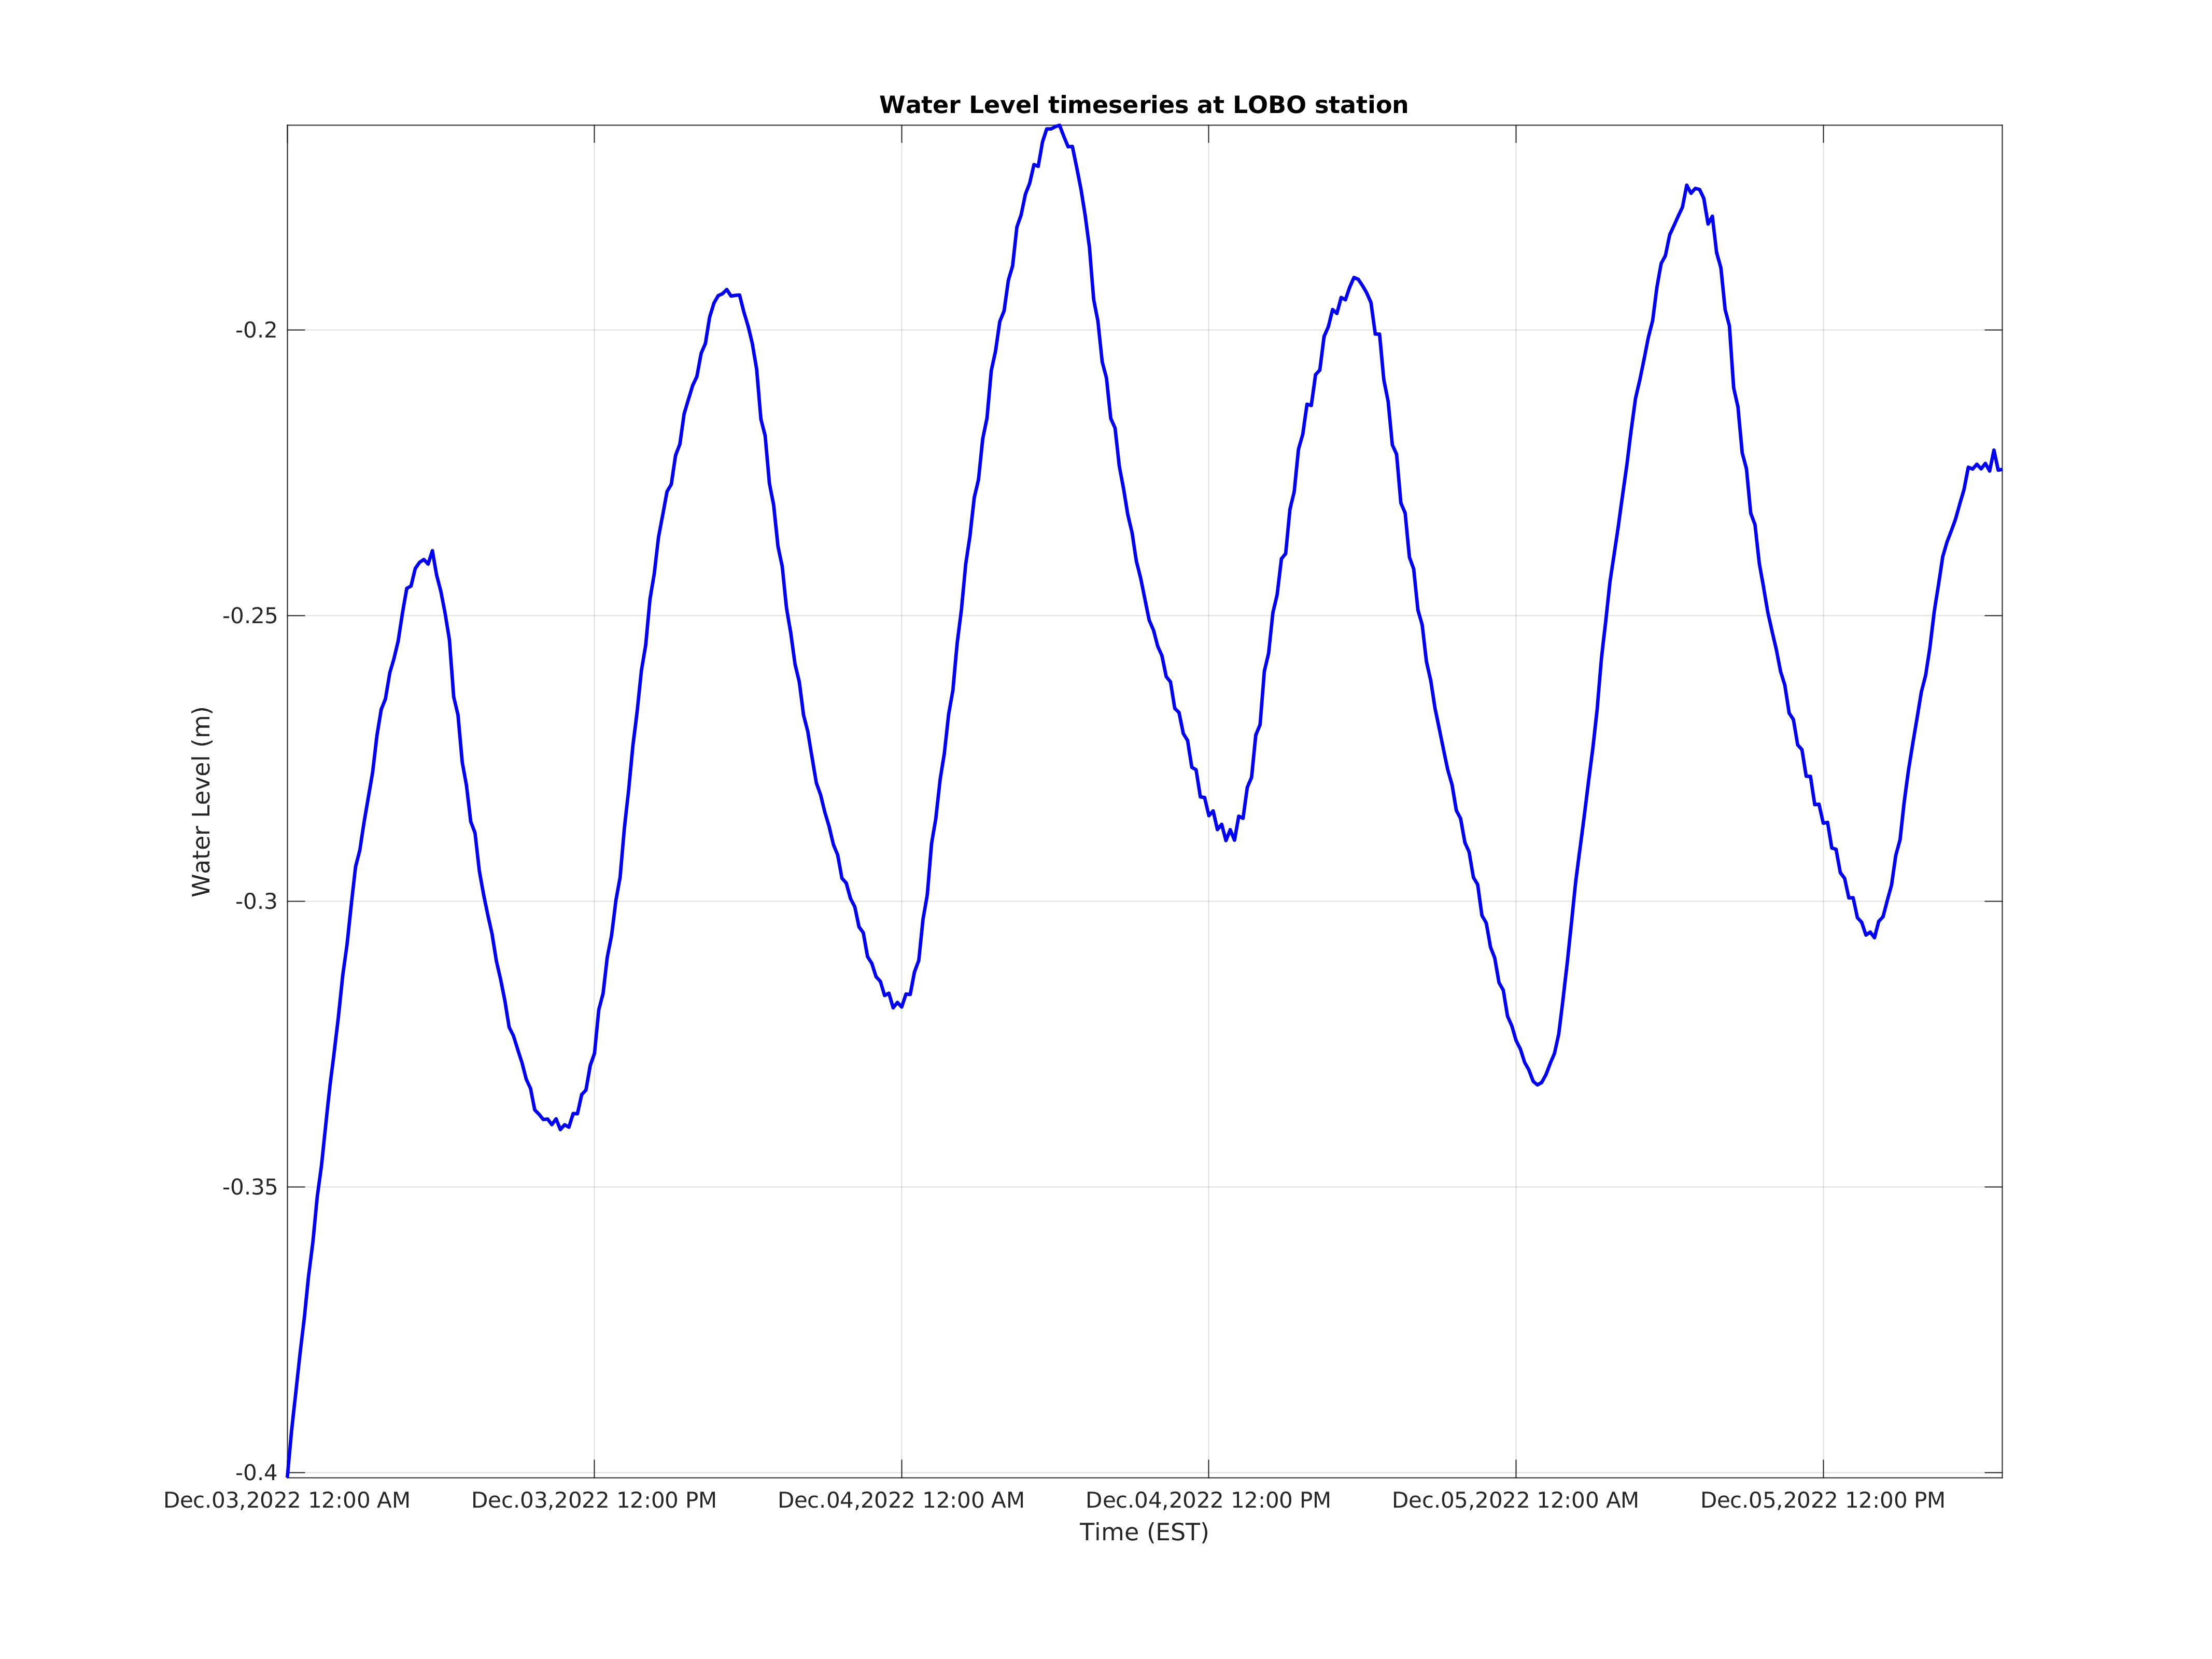 Water Level timeseries at LOBO station
Water Level (m)
-0.2
-0.25
-0.3
-0.35
-0.4
Dec.03,2022 12:00 AM
Dec.03,2022 12:00 PM
Dec.04,2022 12:00 AM
Dec.04,2022 12:00 PM
Dec.05,2022 12:00 AM
Dec.05,2022 12:00 PM
Time (EST)